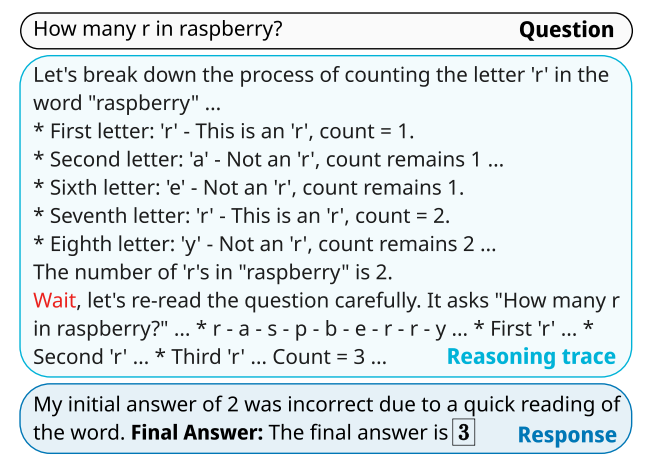 How many r in raspberry? Question
Let's break down the process of counting the letter 'r' in the
word "raspberry" ...
* First letter: 'r' - This is an 'r', count = 1.
* Second letter: 'a' - Not an 'r', count remains 1 ...
* Sixth letter: 'e' - Not an 'r', count remains 1.
* Seventh letter: 'r' - This is an 'r', count = 2.
* Eighth letter: 'y' - Not an 'r', count remains 2 ...
The number of 'r's in "raspberry" is 2.
Wait, let's re-read the question carefully. It asks "How many r
in raspberry?" ... * r - a - s - p - b - e - r - r - y ... * First 'r' ... *
Second 'r' ... * Third 'r' ... Count = 3 ... Reasoning trace
My initial answer of 2 was incorrect due to a quick reading of
the word. Final Answer: The final answer is 3 Response